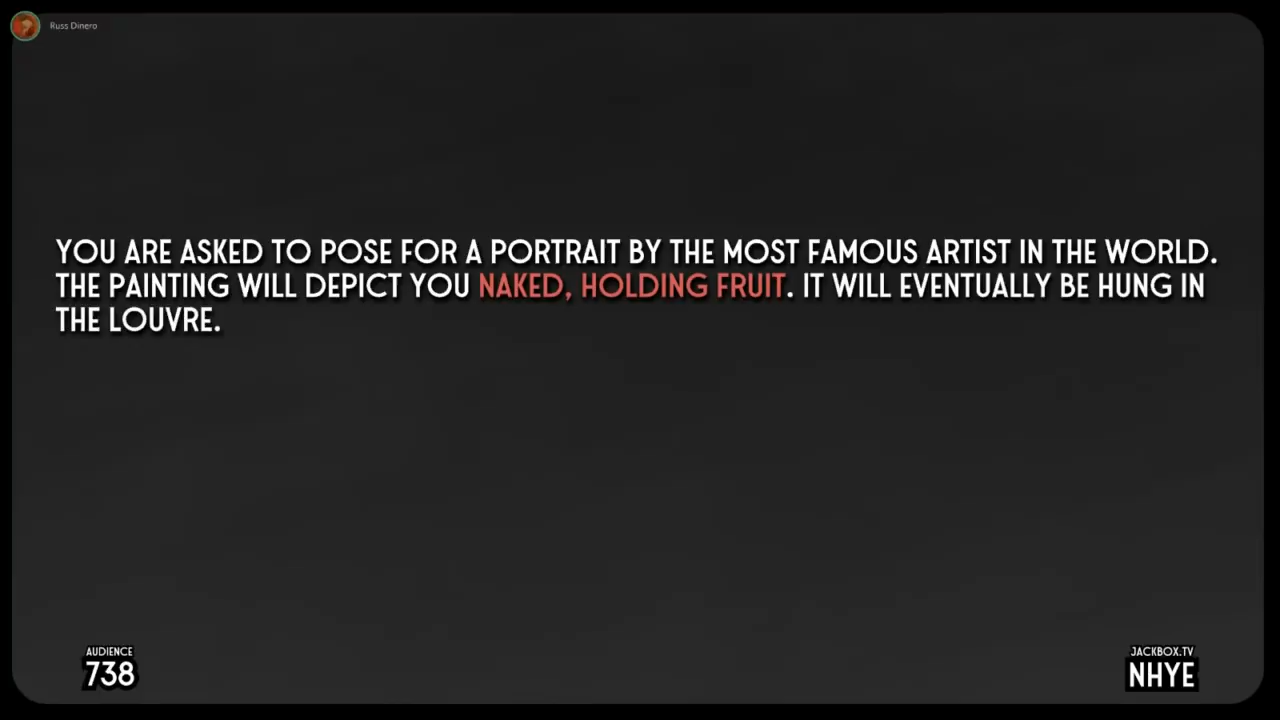 Russ Dinero
YOU ARE ASKED TO POSE FOR A PORTRAIT BY THE MOST FAMOUS ARTIST IN THE WORLD.
THE PAINTING WILL DEPICT YOU NAKED, HOLDING FRUIT. IT WILL EVENTUALLY BE HUNG IN
THE LOUVRE.
AUDIENCE
738
JACKBOX.TV
NHYE